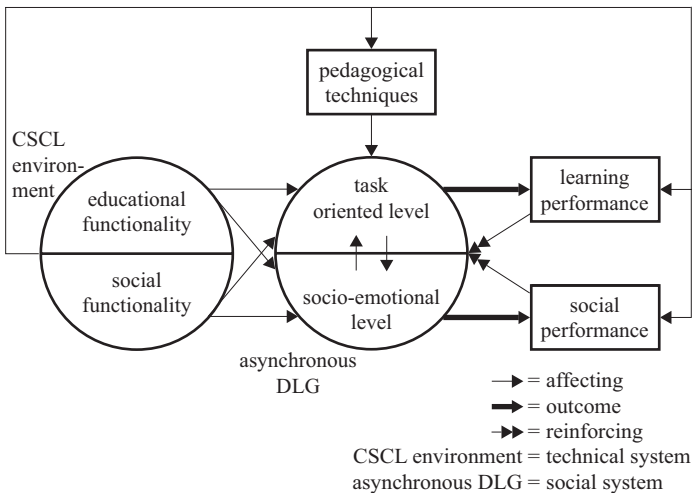 pedagogical
techniques
CSCL
environ-
ment
educational
functionality
social
functionality
task
oriented level
socio-emotional
level
learning
performance
social
performance
asynchronous
DLG
= affecting
= outcome
= reinforcing
CSCL environment = technical system
asynchronous DLG = social system